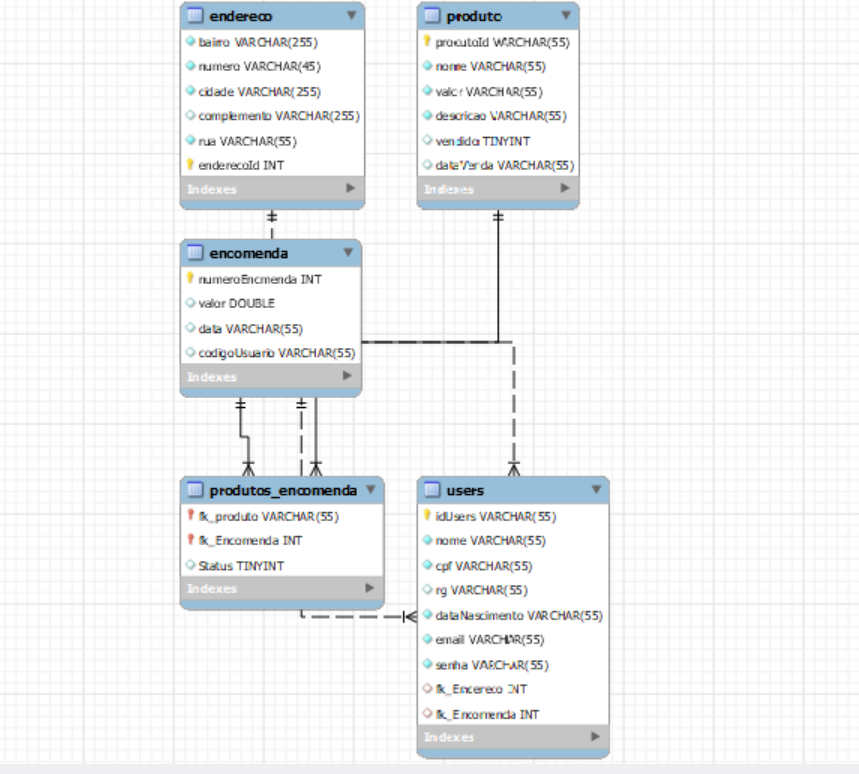 endereco
bairro VARCHAR(255)
numero VARCHAR(45)
cidade VARCHAR(255)
complemento VARCHAR(255)
rua VARCHAR(55)
enderecoId INT
Indexes
produto
produtoId VARCHAR(55)
nome VARCHAR(55)
valor VARCHAR(55)
descricao VARCHAR(55)
vendido TINYINT
dataVenda VARCHAR(55)
Indexes
encomenda
numeroEncmenda INT
valor DOUBLE
data VARCHAR(55)
codigoUsuario VARCHAR(55)
Indexes
produtos_encomenda
fk_produto VARCHAR(55)
fk_Encomenda INT
Status TINYINT
Indexes
users
idUsers VARCHAR(55)
nome VARCHAR(55)
cpf VARCHAR(55)
rg VARCHAR(55)
dataNascimento VARCHAR(55)
email VARCHAR(55)
senha VARCHAR(55)
fk_Endereco INT
fk_Encomenda INT
Indexes